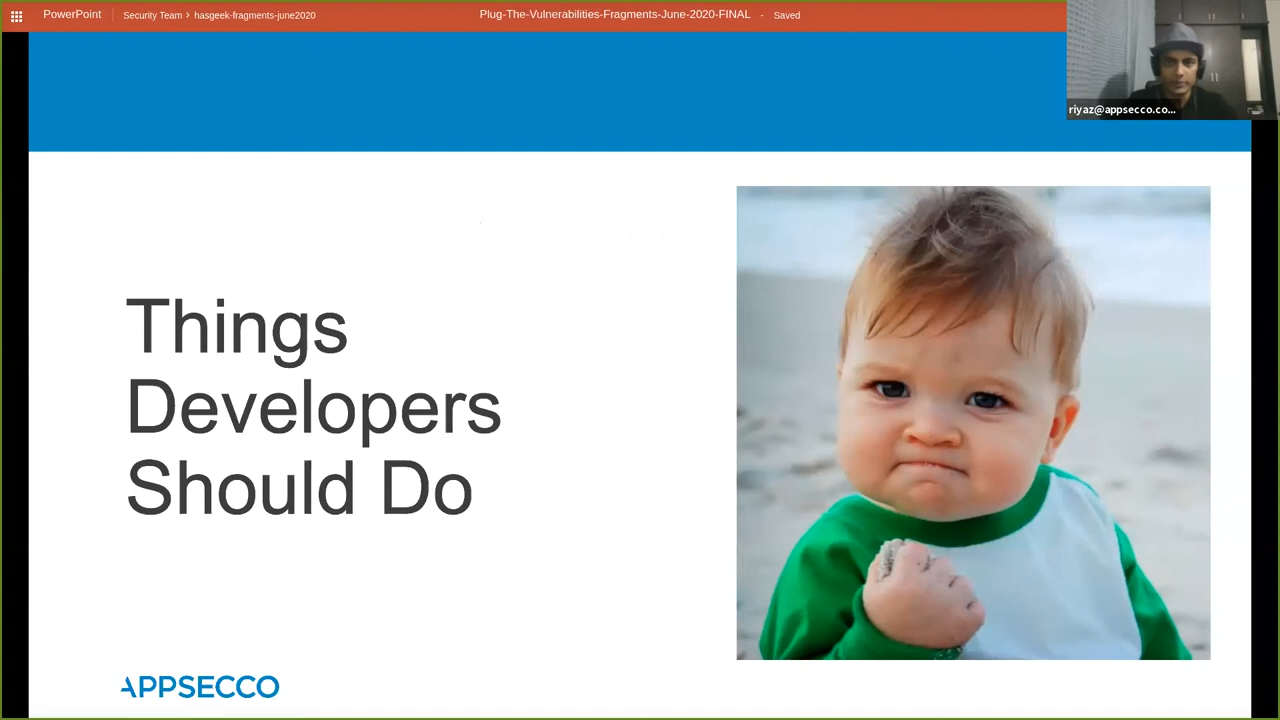 PowerPoint
Security Team > hasgeek-fragments-june2020
Plug-The-Vulnerabilities-Fragments-June-2020-FINAL - Saved
riyaz@appsecco.co...
Things
Developers
Should Do
APPSECCO